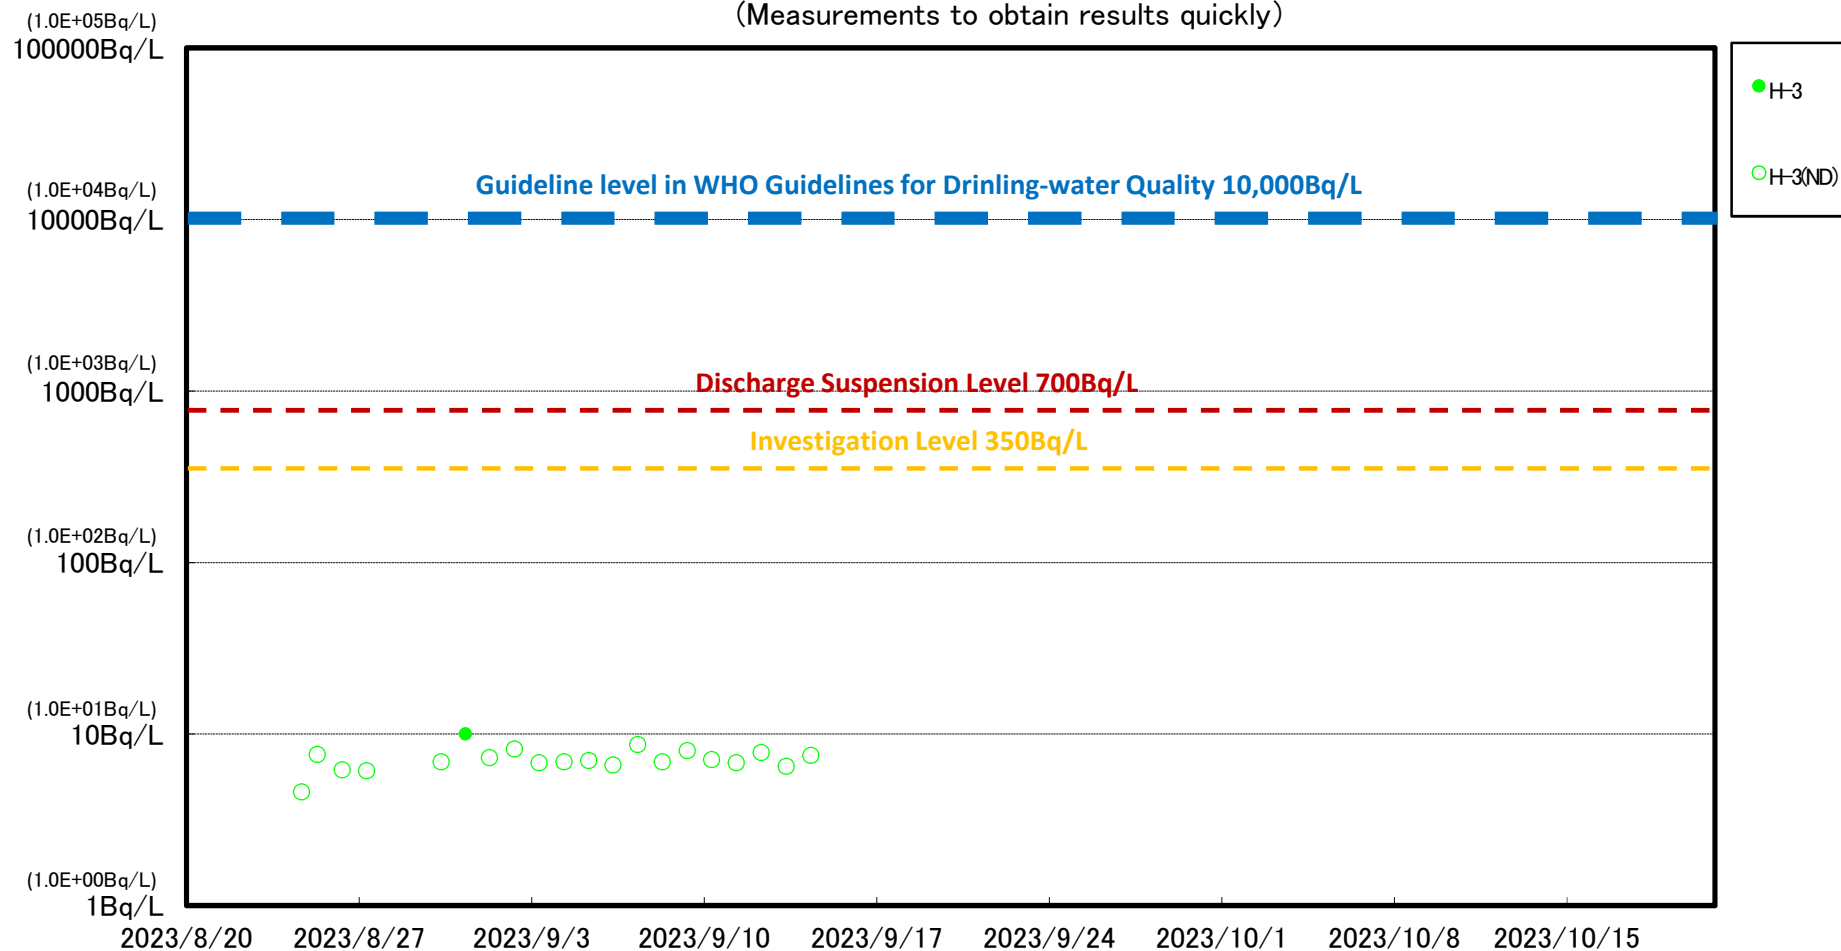 (Measurements to obtain results quickly)
(1.0E+05Bq/L)
100000Bq/L
H-3
H-3(ND)
Guideline level in WHO Guidelines for Drinling-water Quality 10,000Bq/L
(1.0E+04Bq/L)
10000Bq/L
(1.0E+03Bq/L)
1000Bq/L
Discharge Suspension Level 700Bq/L
Investigation Level 350Bq/L
(1.0E+02Bq/L)
100Bq/L
(1.0E+01Bq/L)
10Bq/L
(1.0E+00Bq/L)
1Bq/L
2023/8/20 2023/8/27 2023/9/3 2023/9/10 2023/9/17 2023/9/24 2023/10/1 2023/10/8 2023/10/15